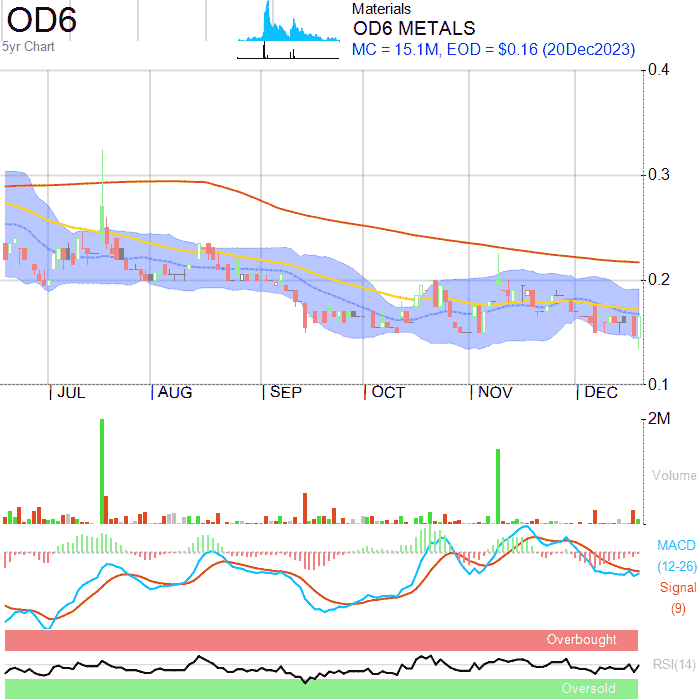 OD6
5yr Chart
Materials
OD6 METALS
MC = 15.1M, EOD = $0.16 (20Dec2023)
0.4
0.3
0.2
0.1
JUL AUG SEP OCT NOV DEC
2M
Volume
MACD
(12-26)
Signal
(9)
Overbought
RSI(14)
Oversold